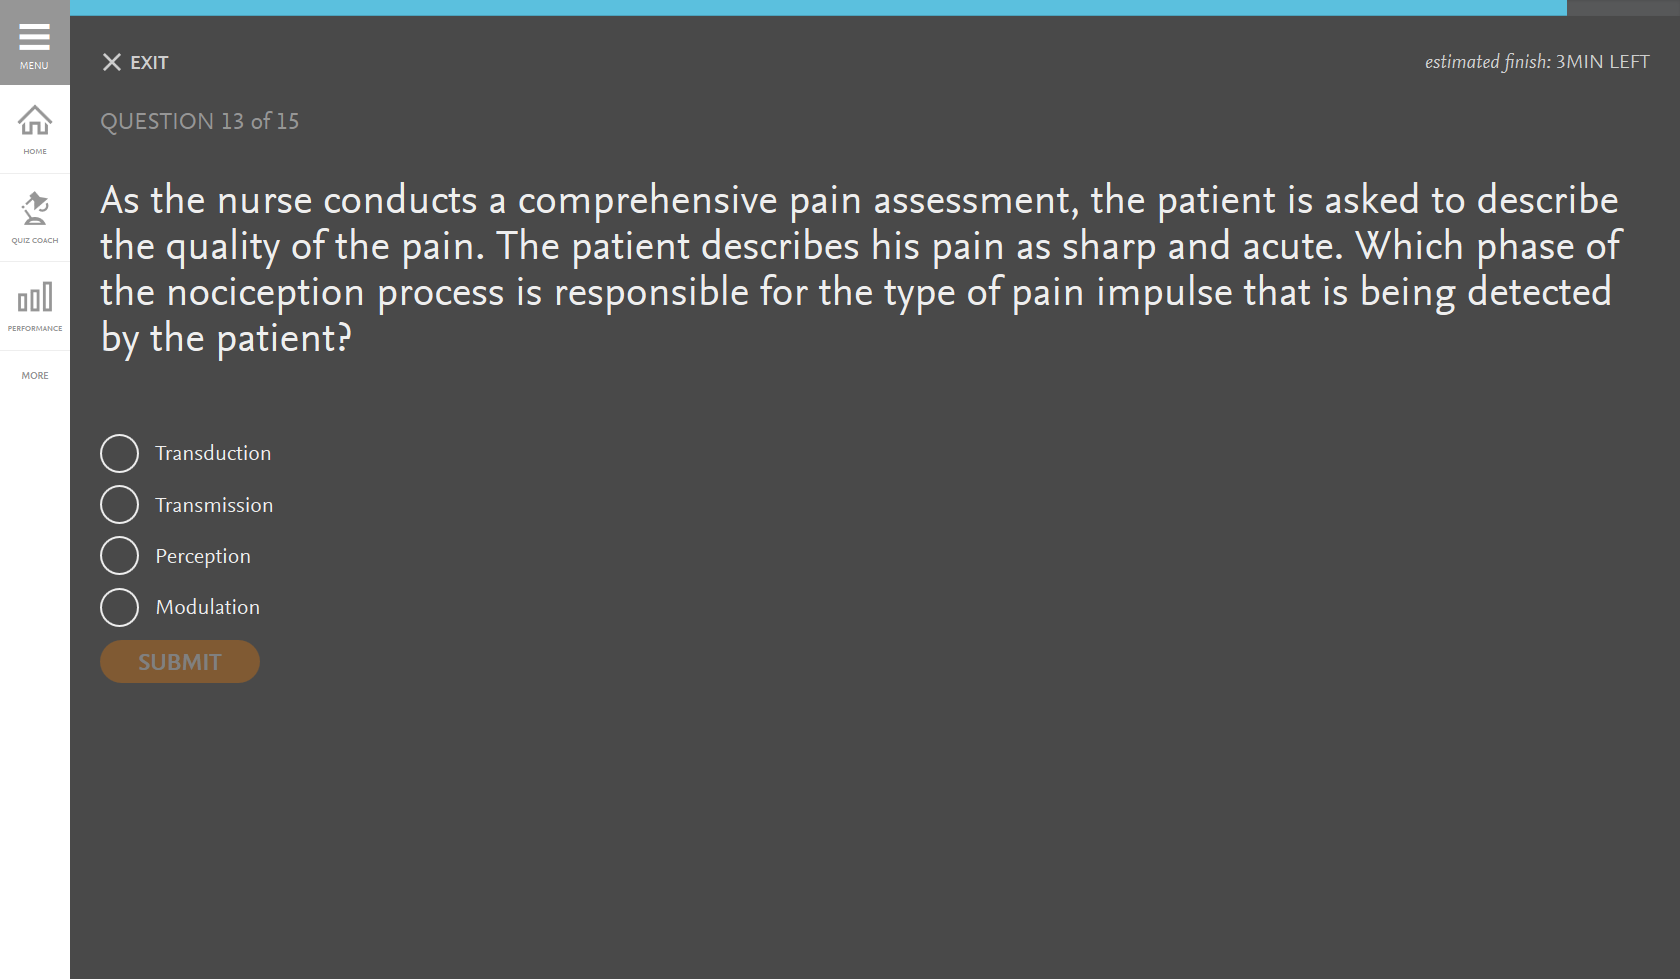 MENU
HOME
QUIZ COACH
PERFORMANCE
MORE
EXIT
estimated finish: 3MIN LEFT
QUESTION 13 of 15
As the nurse conducts a comprehensive pain assessment, the patient is asked to describe
the quality of the pain. The patient describes his pain as sharp and acute. Which phase of
the nociception process is responsible for the type of pain impulse that is being detected
by the patient?
Transduction
Transmission
Perception
Modulation
SUBMIT